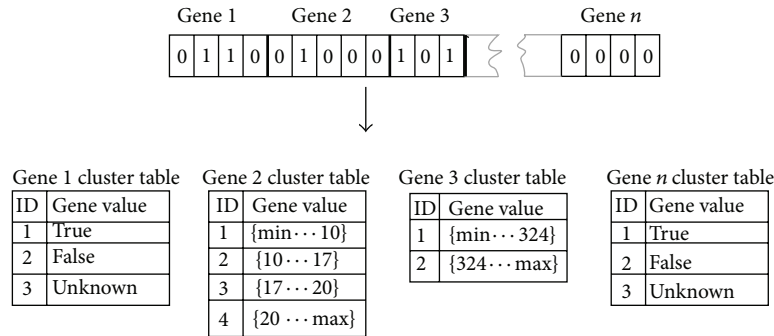 Gene 1 Gene 2 Gene 3 Gene n
0 1 1 0 0 1 0 0 0 1 0 1 0 0 0 0
Gene 1 cluster table
ID Gene value
1 True
2 False
3 Unknown
Gene 2 cluster table
ID Gene value
1 {min⋯10}
2 {10⋯17}
3 {17⋯20}
4 {20⋯max}
Gene 3 cluster table
ID Gene value
1 {min⋯324}
2 {324⋯max}
Gene n cluster table
ID Gene value
1 True
2 False
3 Unknown